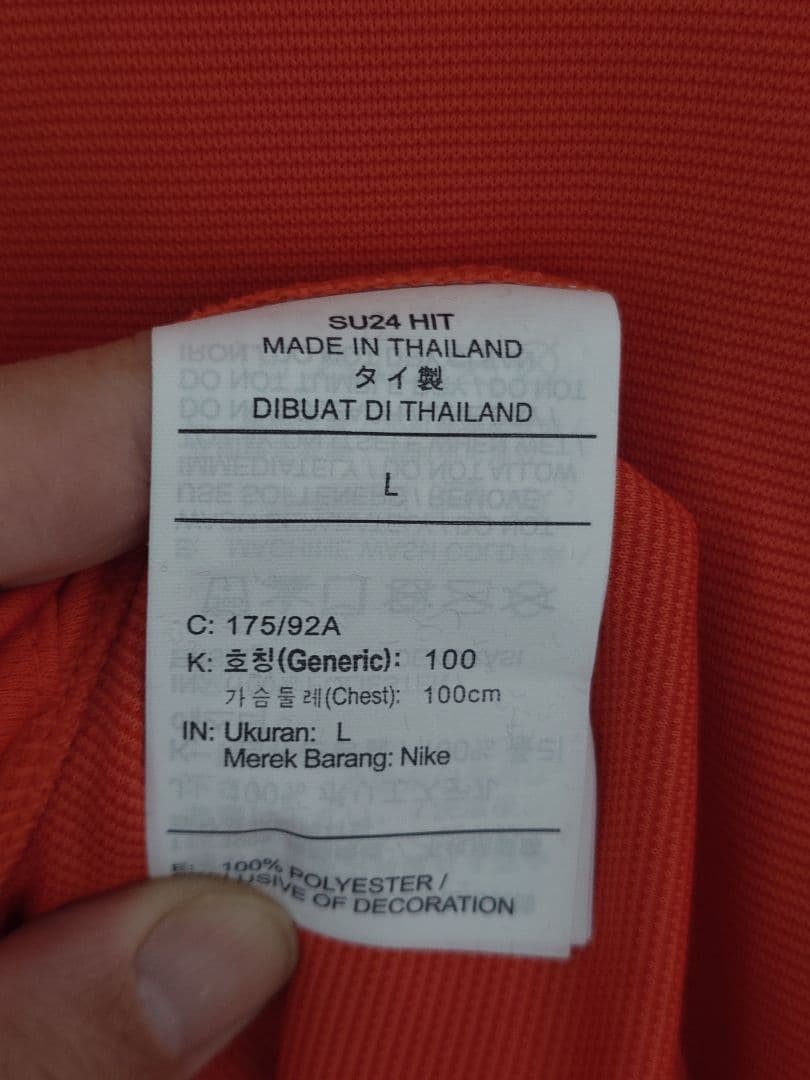 SU24 HIT
MADE IN THAILAND
タイ製
DIBUAT DI THAILAND
L
C: 175/92A
K: 호칭(Generic): 100
가슴둘레(Chest): 100cm
IN: Ukuran: L
Merek Barang: Nike
E: 100% POLYESTER /
OF DECORATION